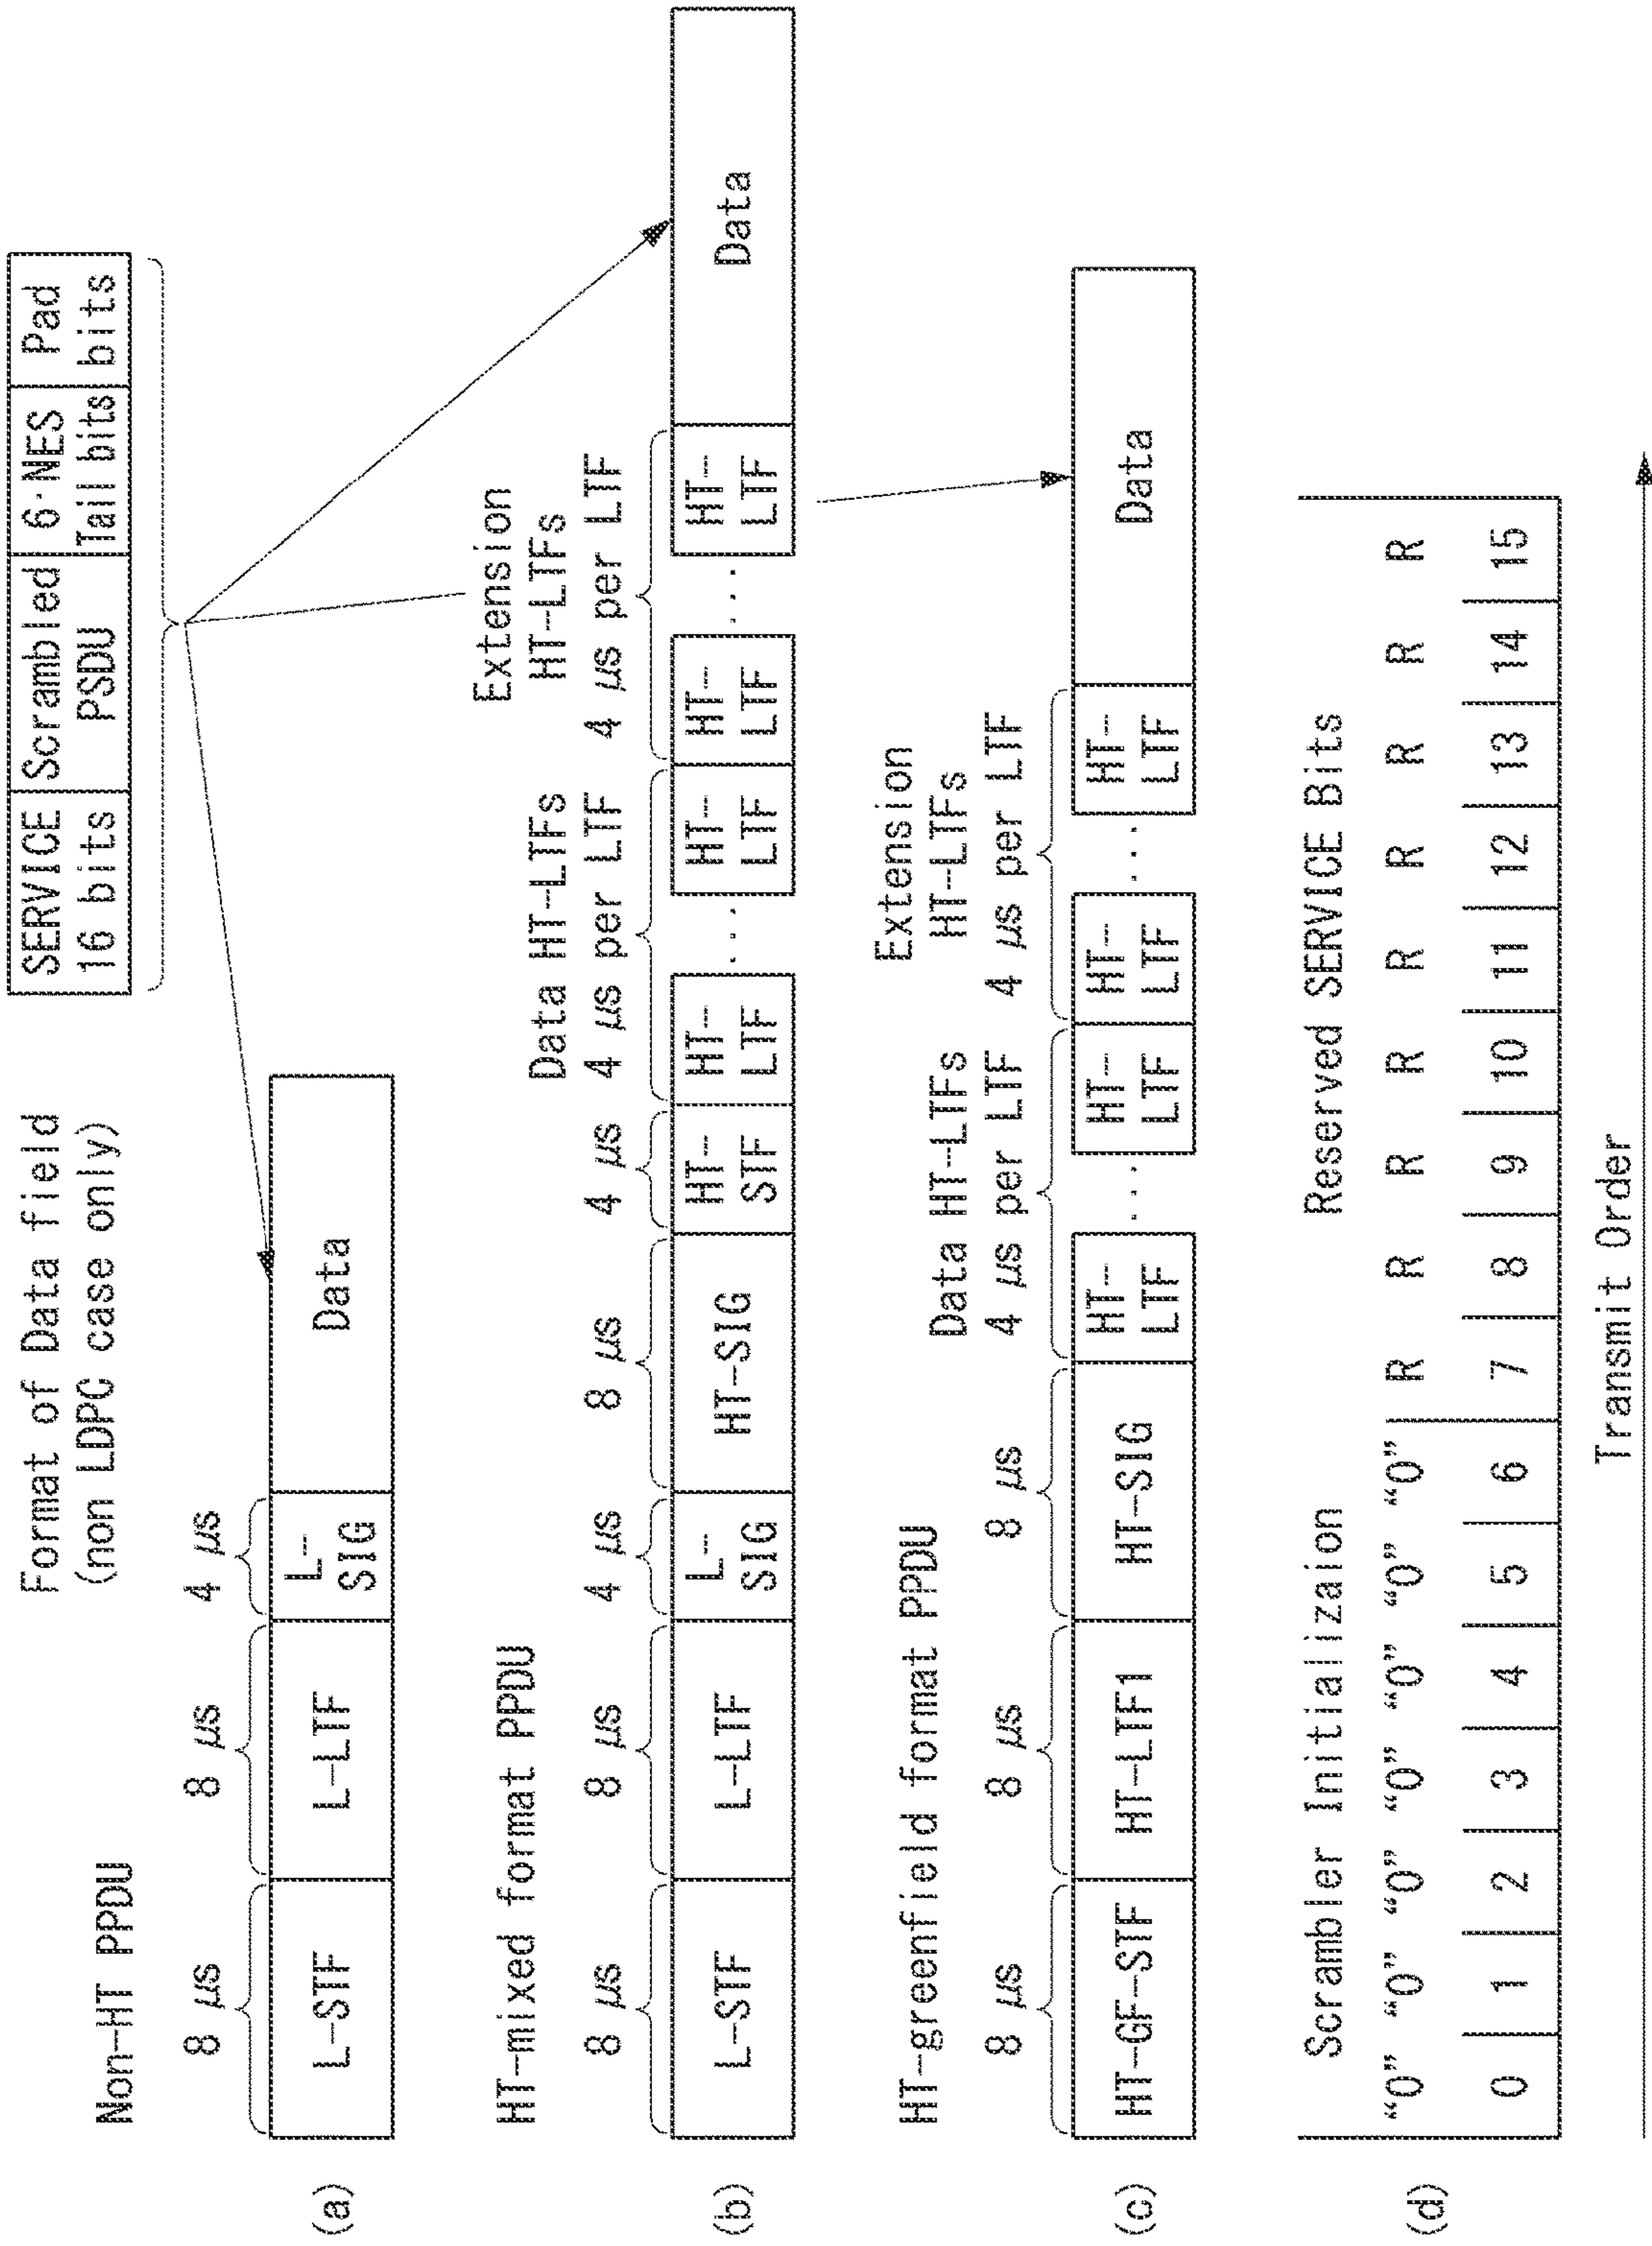 Format of Data field
(non LDPC case only)
SERVICE
16 bits
Scrambled
PSDU
6·NES
Tail bits
Pad
bits
Non-HT PPDU
8 µs
8 µs
4 µs
(a)
L-STF
L-LTF
L-
SIG
Data
HT-mixed format PPDU
Data HT-LTFs
4 µs per LTF
Extension
HT-LTFs
4 µs per LTF
8 µs
8 µs
4 µs
8 µs
4 µs
(b)
L-STF
L-LTF
L-
SIG
HT-SIG
HT-
STF
HT-
LTF
...
HT-
LTF
HT-
LTF
...
HT-
LTF
Data
HT-greenfield format PPDU
Data HT-LTFs
4 µs per LTF
Extension
HT-LTFs
4 µs per LTF
8 µs
8 µs
8 µs
(c)
HT-GF-STF
HT-LTF1
HT-SIG
HT-
LTF
...
HT-
LTF
HT-
LTF
...
HT-
LTF
Data
Scrambler Initializaion
Reserved SERVICE Bits
(d)
“0” “0” “0” “0” “0” “0” “0” R R R R R R R R R
0 1 2 3 4 5 6 7 8 9 10 11 12 13 14 15
Transmit Order